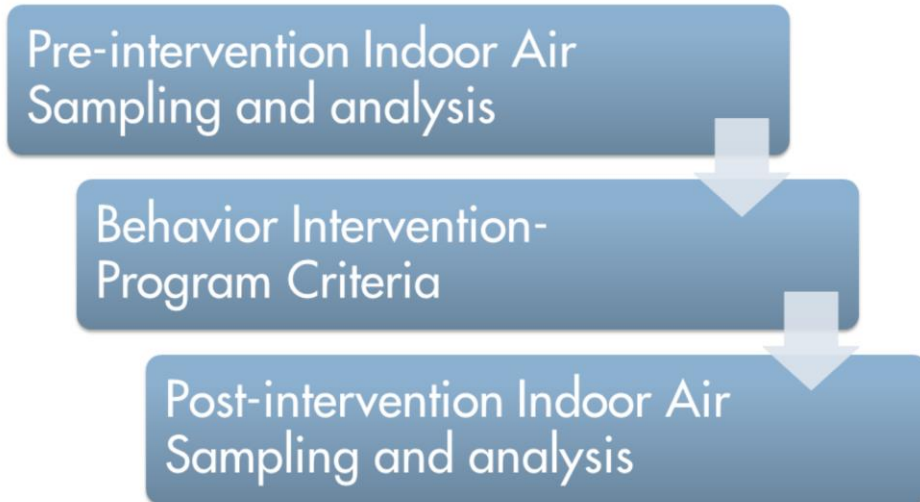 Pre-intervention Indoor Air
Sampling and analysis
Behavior Intervention-
Program Criteria
Post-intervention Indoor Air
Sampling and analysis